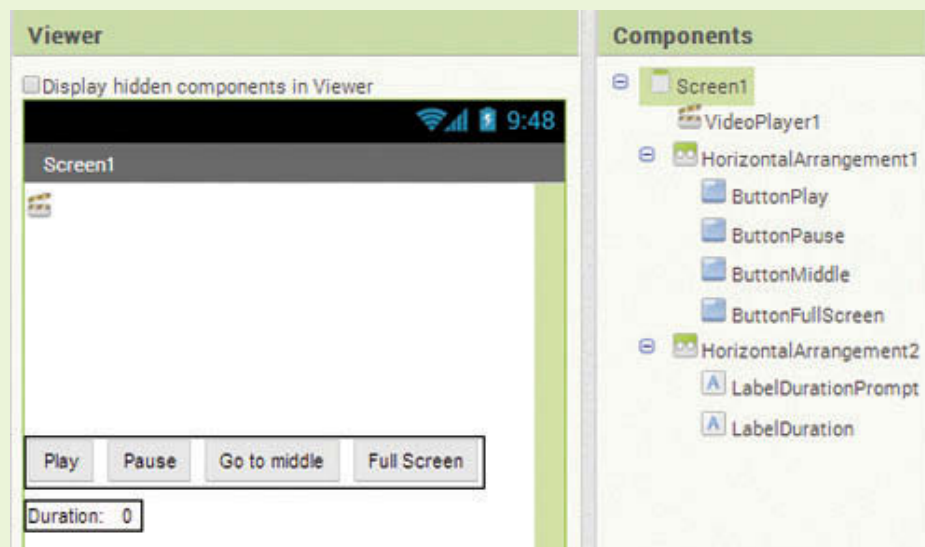 Viewer
Display hidden components in Viewer
9:48
Screen1
Play Pause Go to middle Full Screen
Duration: 0
Components
Screen1
VideoPlayer1
HorizontalArrangement1
ButtonPlay
ButtonPause
ButtonMiddle
ButtonFullScreen
HorizontalArrangement2
LabelDurationPrompt
LabelDuration